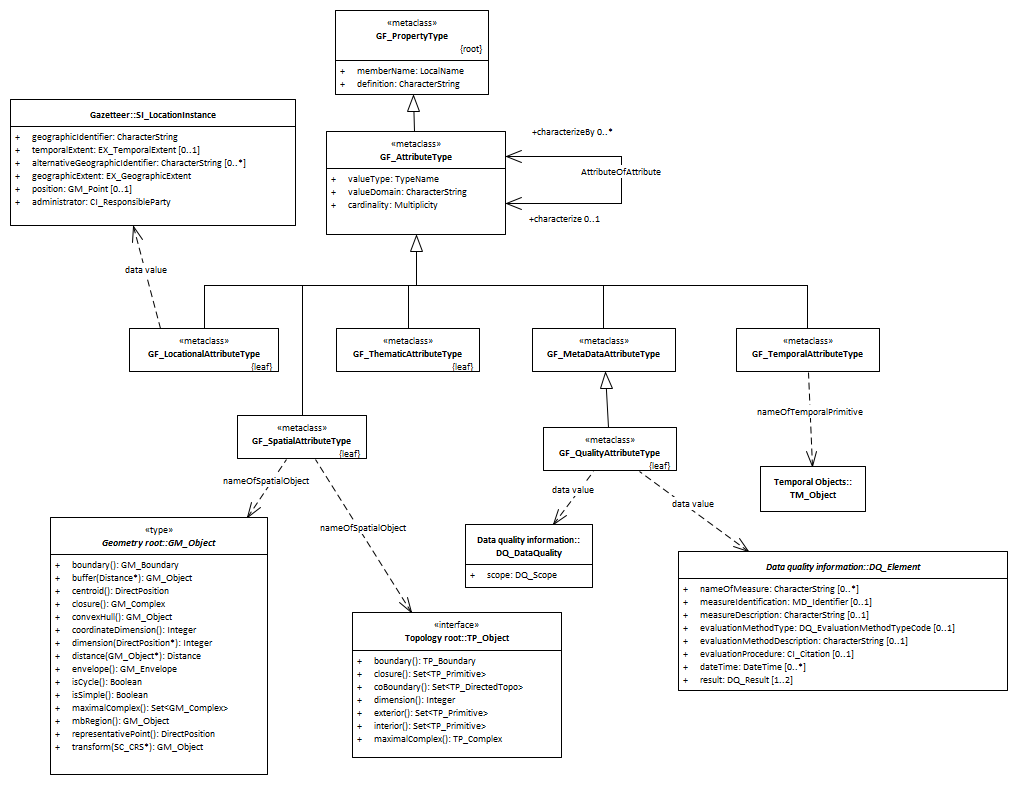 «metaclass»
GF_PropertyType
{root}
+ memberName: LocalName
+ definition: CharacterString
Gazetteer::SI_LocationInstance
+ geographicIdentifier: CharacterString
+ temporalExtent: EX_TemporalExtent [0..1]
+ alternativeGeographicIdentifier: CharacterString [0..*]
+ geographicExtent: EX_GeographicExtent
+ position: GM_Point [0..1]
+ administrator: CI_ResponsibleParty
«metaclass»
GF_AttributeType
+ valueType: TypeName
+ valueDomain: CharacterString
+ cardinality: Multiplicity
+characterizeBy 0..*
AttributeOfAttribute
+characterize 0..1
data value
«metaclass»
GF_LocationalAttributeType
{leaf}
«metaclass»
GF_ThematicAttributeType
{leaf}
«metaclass»
GF_MetaDataAttributeType
«metaclass»
GF_TemporalAttributeType
nameOfTemporalPrimitive
«metaclass»
GF_SpatialAttributeType
{leaf}
«metaclass»
GF_QualityAttributeType
{leaf}
nameOfSpatialObject
nameOfSpatialObject
data value
data value
Temporal Objects::
TM_Object
«type»
Geometry root::GM_Object
+ boundary(): GM_Boundary
+ buffer(Distance*): GM_Object
+ centroid(): DirectPosition
+ closure(): GM_Complex
+ convexHull(): GM_Object
+ coordinateDimension(): Integer
+ dimension(DirectPosition*): Integer
+ distance(GM_Object*): Distance
+ envelope(): GM_Envelope
+ isCycle(): Boolean
+ isSimple(): Boolean
+ maximalComplex(): Set<GM_Complex>
+ mbRegion(): GM_Object
+ representativePoint(): DirectPosition
+ transform(SC_CRS*): GM_Object
Data quality information::
DQ_DataQuality
+ scope: DQ_Scope
Data quality information::DQ_Element
+ nameOfMeasure: CharacterString [0..*]
+ measureIdentification: MD_Identifier [0..1]
+ measureDescription: CharacterString [0..1]
+ evaluationMethodType: DQ_EvaluationMethodTypeCode [0..1]
+ evaluationMethodDescription: CharacterString [0..1]
+ evaluationProcedure: CI_Citation [0..1]
+ dateTime: DateTime [0..*]
+ result: DQ_Result [1..2]
«interface»
Topology root::TP_Object
+ boundary(): TP_Boundary
+ closure(): Set<TP_Primitive>
+ coBoundary(): Set<TP_DirectedTopo>
+ dimension(): Integer
+ exterior(): Set<TP_Primitive>
+ interior(): Set<TP_Primitive>
+ maximalComplex(): TP_Complex